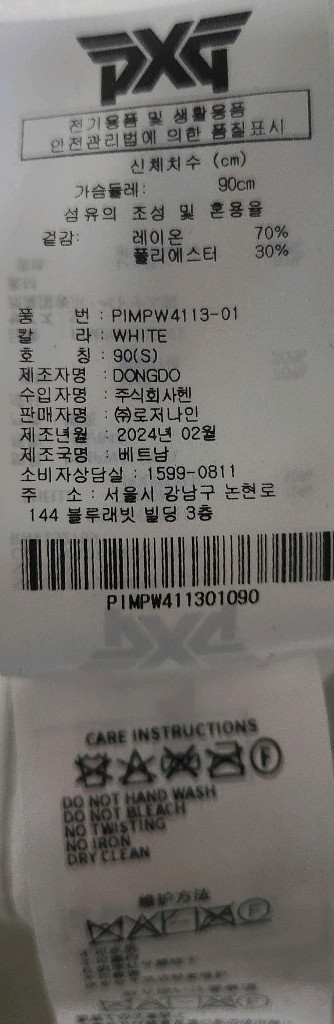 PXG
전기용품 및 생활용품
안전관리법에 의한 품질표시
신체치수 (cm)
가슴둘레: 90cm
섬유의 조성 및 혼용율
겉감: 레이온 70%
폴리에스터 30%
품 번 : PIMPW4113-01
칼 라 : WHITE
호 칭 : 90(S)
제조자명 : DONGDO
수입자명 : 주식회사헨
판매자명 : ㈜로저나인
제조년월 : 2024년 02월
제조국명 : 베트남
소비자상담실 : 1599-0811
주 소 : 서울시 강남구 논현로
144 블루래빗 빌딩 3층
PIMPW411301090
CARE INSTRUCTIONS
F
DO NOT HAND WASH
DO NOT BLEACH
NO TWISTING
NO IRON
DRY CLEAN
维护方法
F